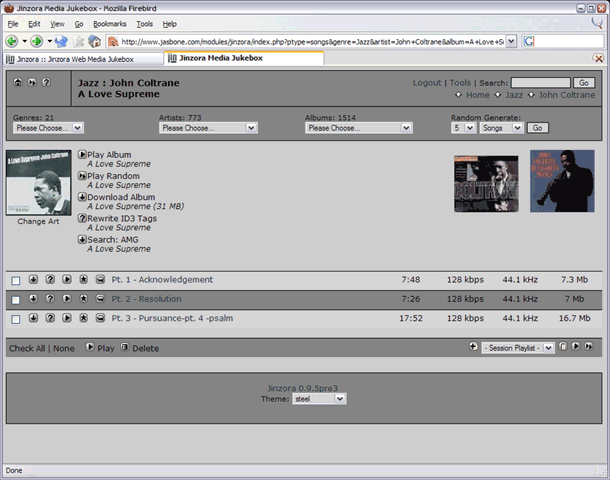 Jinzora Media Jukebox - Mozilla Firebird
File Edit View Go Bookmarks Tools Help
http://www.jasbone.com/modules/jinzora/index.php?ptype=songs&genre=Jazz&artist=John+Coltrane&album=A+Love+S
Jinzora :: Jinzora Web Media Jukebox Jinzora Media Jukebox
Jazz : John Coltrane
A Love Supreme
Logout | Tools | Search: Go
Home Jazz John Coltrane
Genres: 21 Artists: 773 Albums: 1514 Random Generate:
Please Choose... Please Choose... Please Choose... 5 Songs Go
A Love Supreme John Coltrane
Change Art
Play Album
A Love Supreme
Play Random
A Love Supreme
Download Album
A Love Supreme (31 MB)
Rewrite ID3 Tags
A Love Supreme
Search: AMG
A Love Supreme
Pt. 1 - Acknowledgement 7:48 128 kbps 44.1 kHz 7.3 Mb
Pt. 2 - Resolution 7:26 128 kbps 44.1 kHz 7 Mb
Pt. 3 - Pursuance-pt. 4 -psalm 17:52 128 kbps 44.1 kHz 16.7 Mb
Check All | None Play Delete - Session Playlist -
Jinzora 0.9.5pre3
Theme: steel
Done